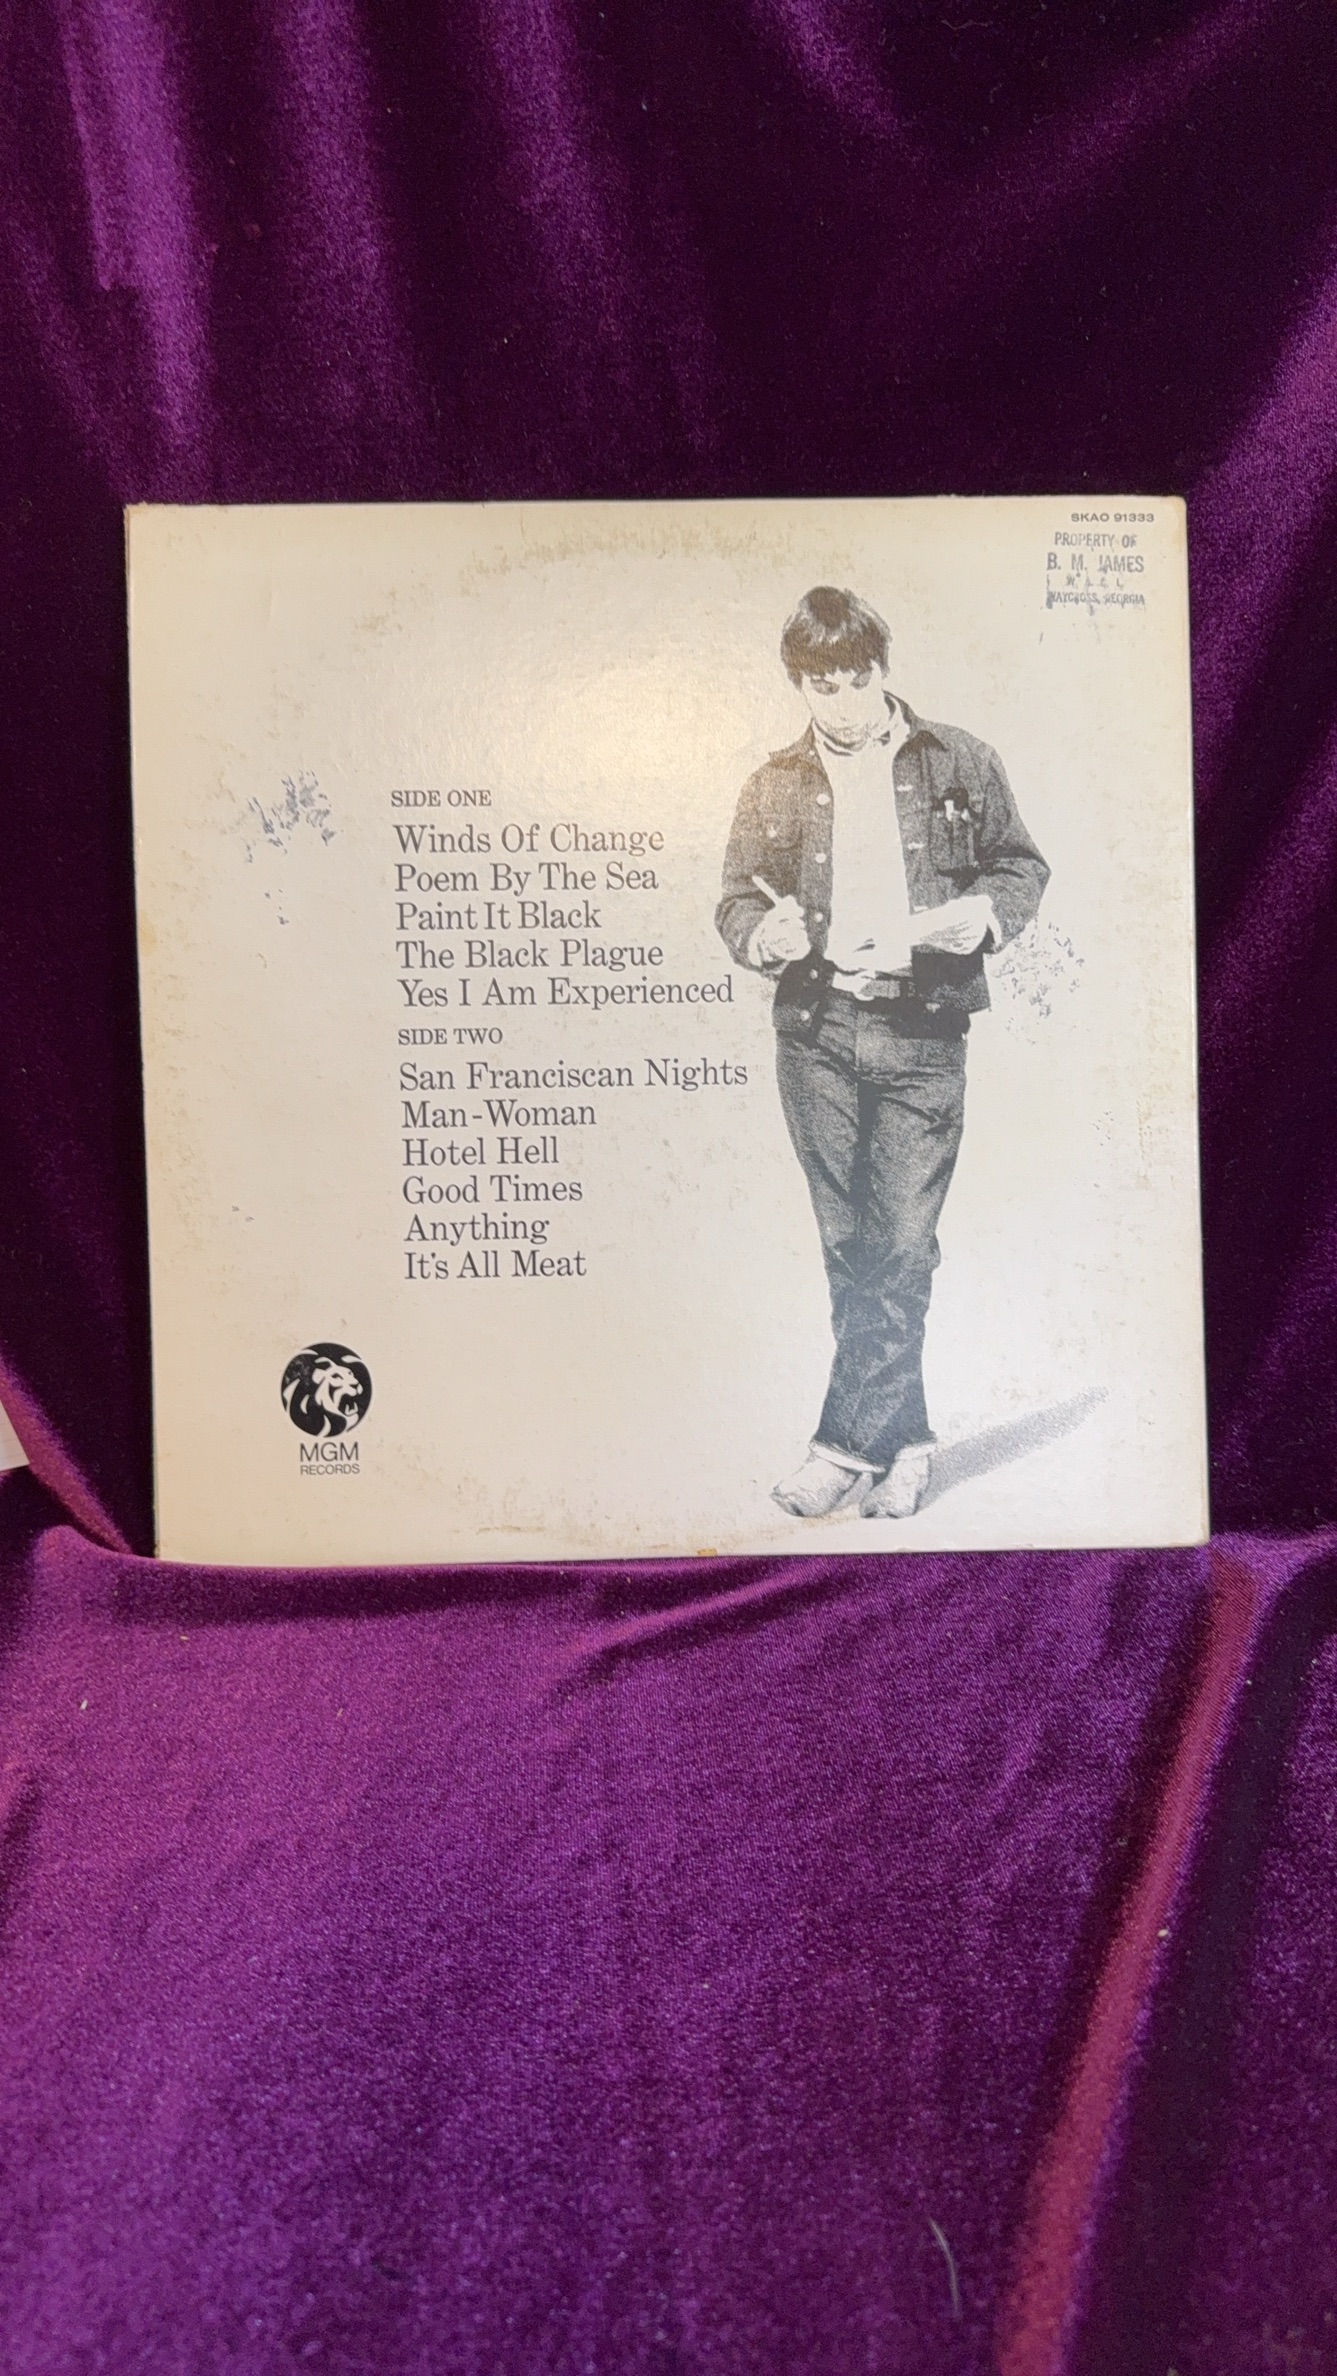 SKAO 91333
PROPERTY OF
B. M. JAMES
WAYCROSS, GEORGIA
SIDE ONE
Winds Of Change
Poem By The Sea
Paint It Black
The Black Plague
Yes I Am Experienced
SIDE TWO
San Franciscan Nights
Man-Woman
Hotel Hell
Good Times
Anything
It's All Meat
MGM
RECORDS